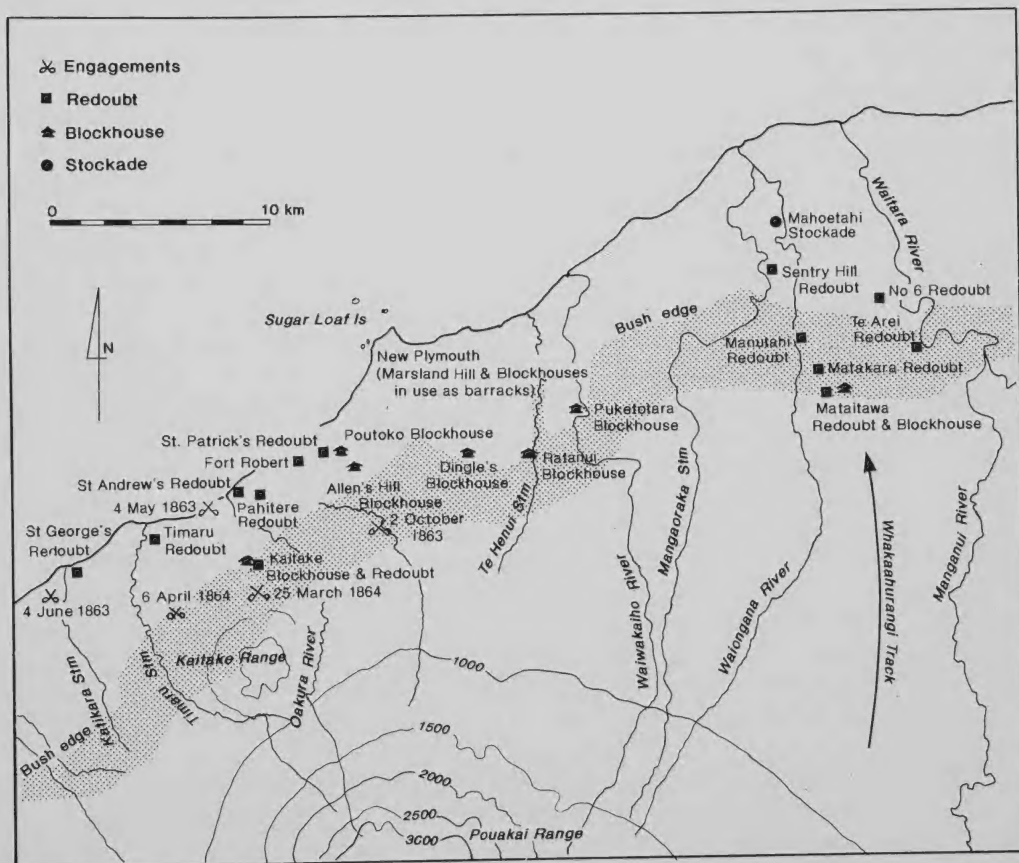 Engagements
Redoubt
Blockhouse
Stockade
0 10 km
N
Sugar Loaf Is
New Plymouth
(Marsland Hill & Blockhouses
in use as barracks)
Bush edge
Mahoetahi
Stockade
Waitara River
Sentry Hill
Redoubt
No 6 Redoubt
Te Arei
Redoubt
Manutahi
Redoubt
Matakara Redoubt
Mataitawa
Redoubt & Blockhouse
Puketotara
Blockhouse
St. Patrick's Redoubt
Poutoko Blockhouse
Fort Robert
Dingle's
Blockhouse
Ratanui
Blockhouse
St Andrew's Redoubt
Allen's Hill
Blockhouse
4 May 1863
Pahitere
Redoubt
2 October
1863
St George's
Redoubt
Timaru
Redoubt
Te Henui Stm
Kaitake
Blockhouse & Redoubt
25 March 1864
6 April 1864
4 June 1863
Katikara Stm
Timaru Stm
Kaitake Range
Oakura River
Waiwakaiho River
Mangaoraka Stm
Waiongana River
Whakaahurangi Track
Manganui River
Bush edge
1000
1500
2000
2500
3000
Pouakai Range